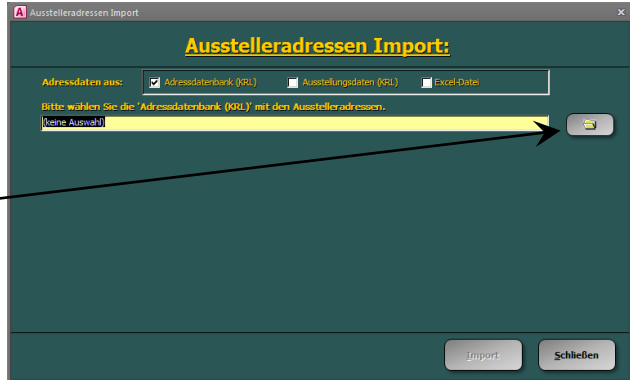 Ausstelleradressen Import
Ausstelleradressen Import:
Adressdaten aus: Adressdatenbank (KRL) Ausstellungsdaten (KRL) Excel-Datei
Bitte wählen Sie die 'Adressdatenbank (KRL)' mit den Ausstelleradressen.
(keine Auswahl)
Import Schließen